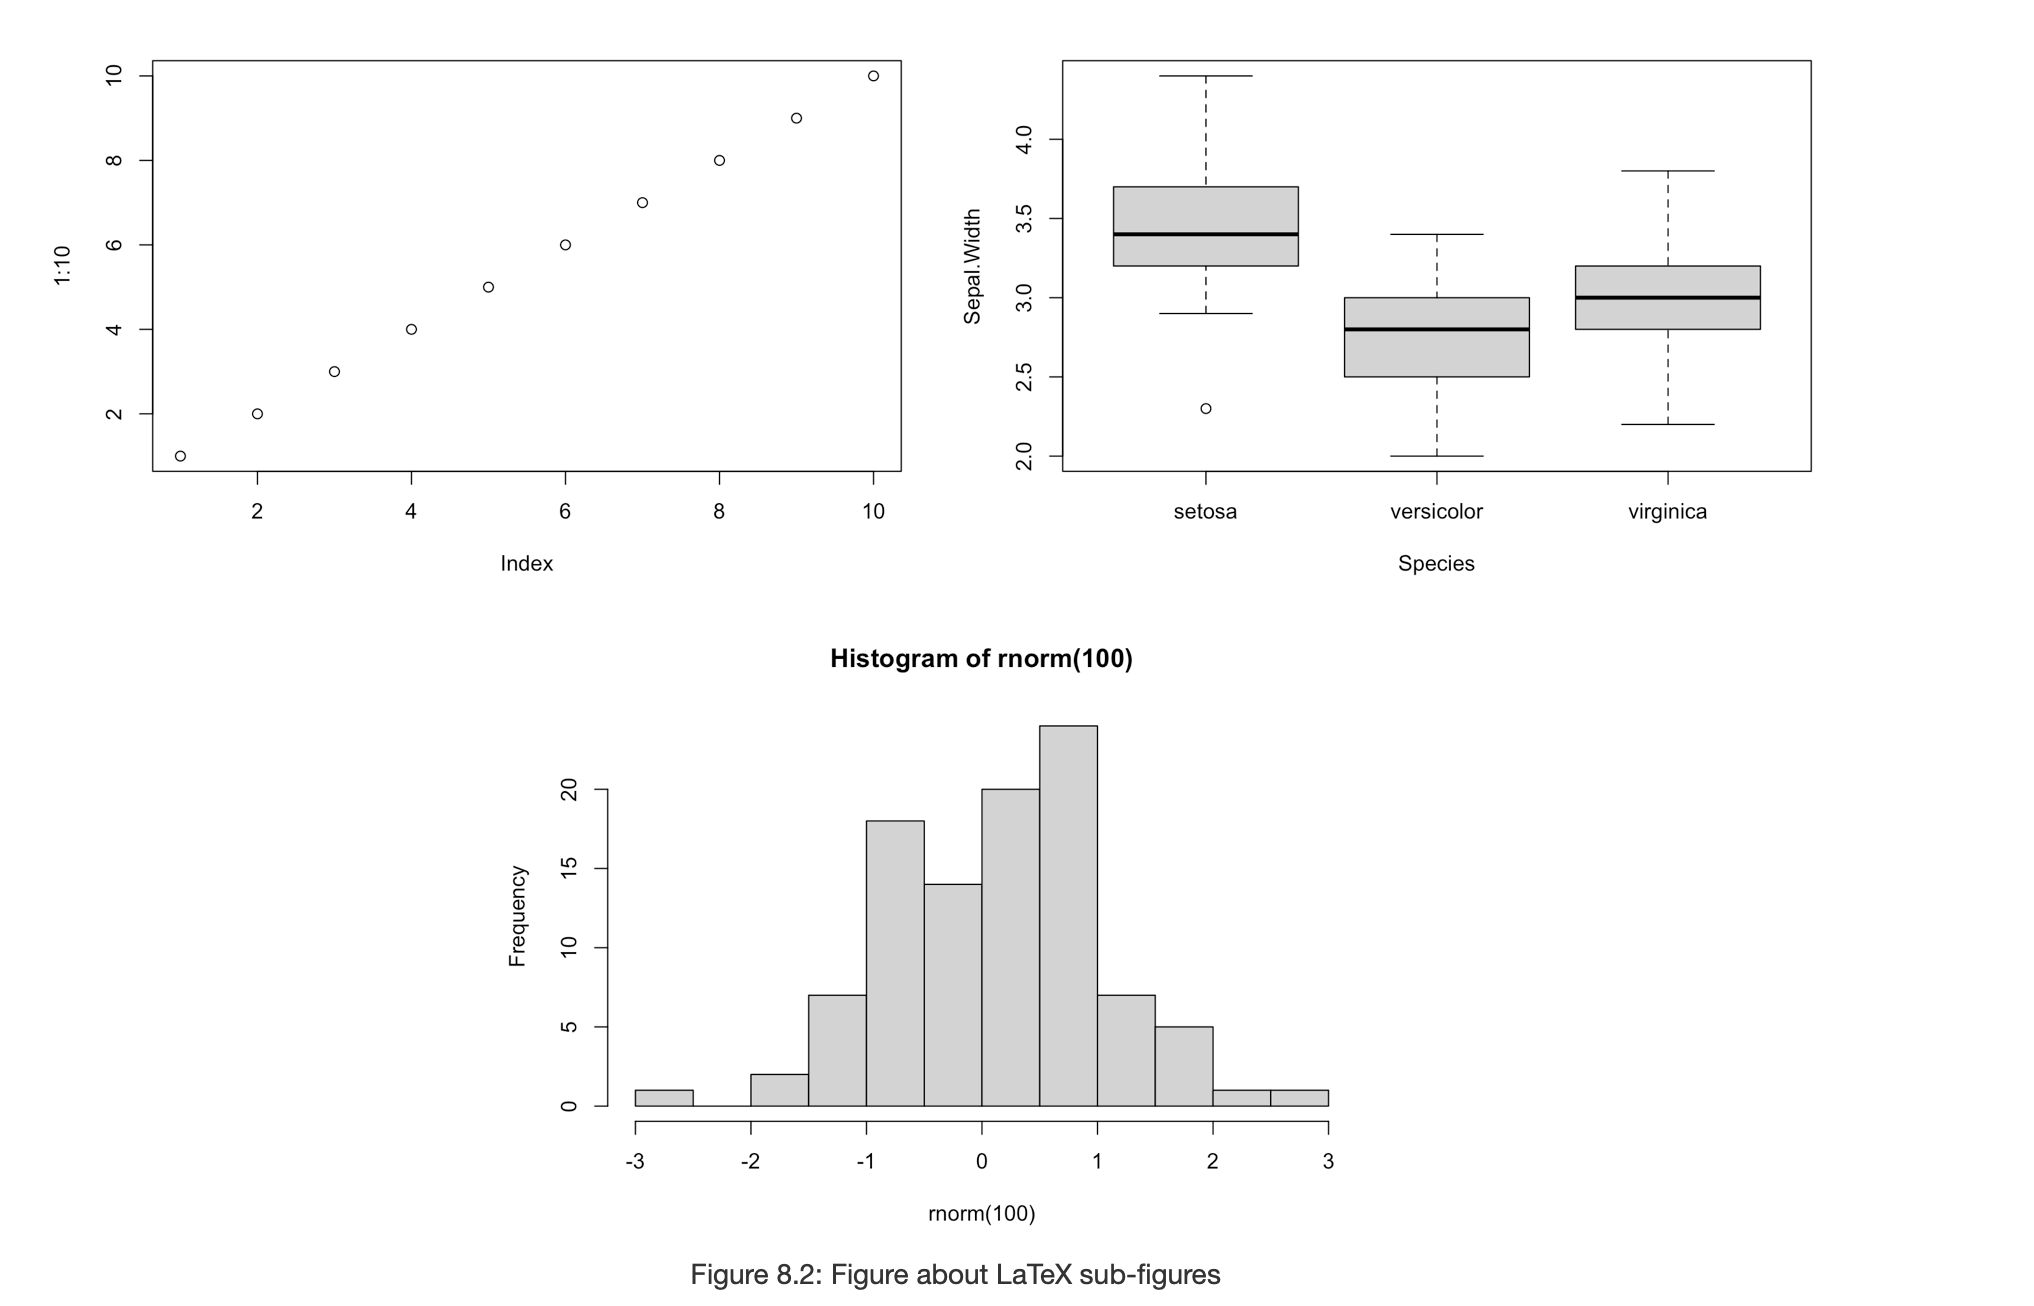 1:10
10
8
6
4
2
2 4 6 8 10
Index
Sepal.Width
4.0
3.5
3.0
2.5
2.0
setosa versicolor virginica
Species
Histogram of rnorm(100)
Frequency
20
15
10
5
0
-3 -2 -1 0 1 2 3
rnorm(100)
Figure 8.2: Figure about LaTeX sub-figures